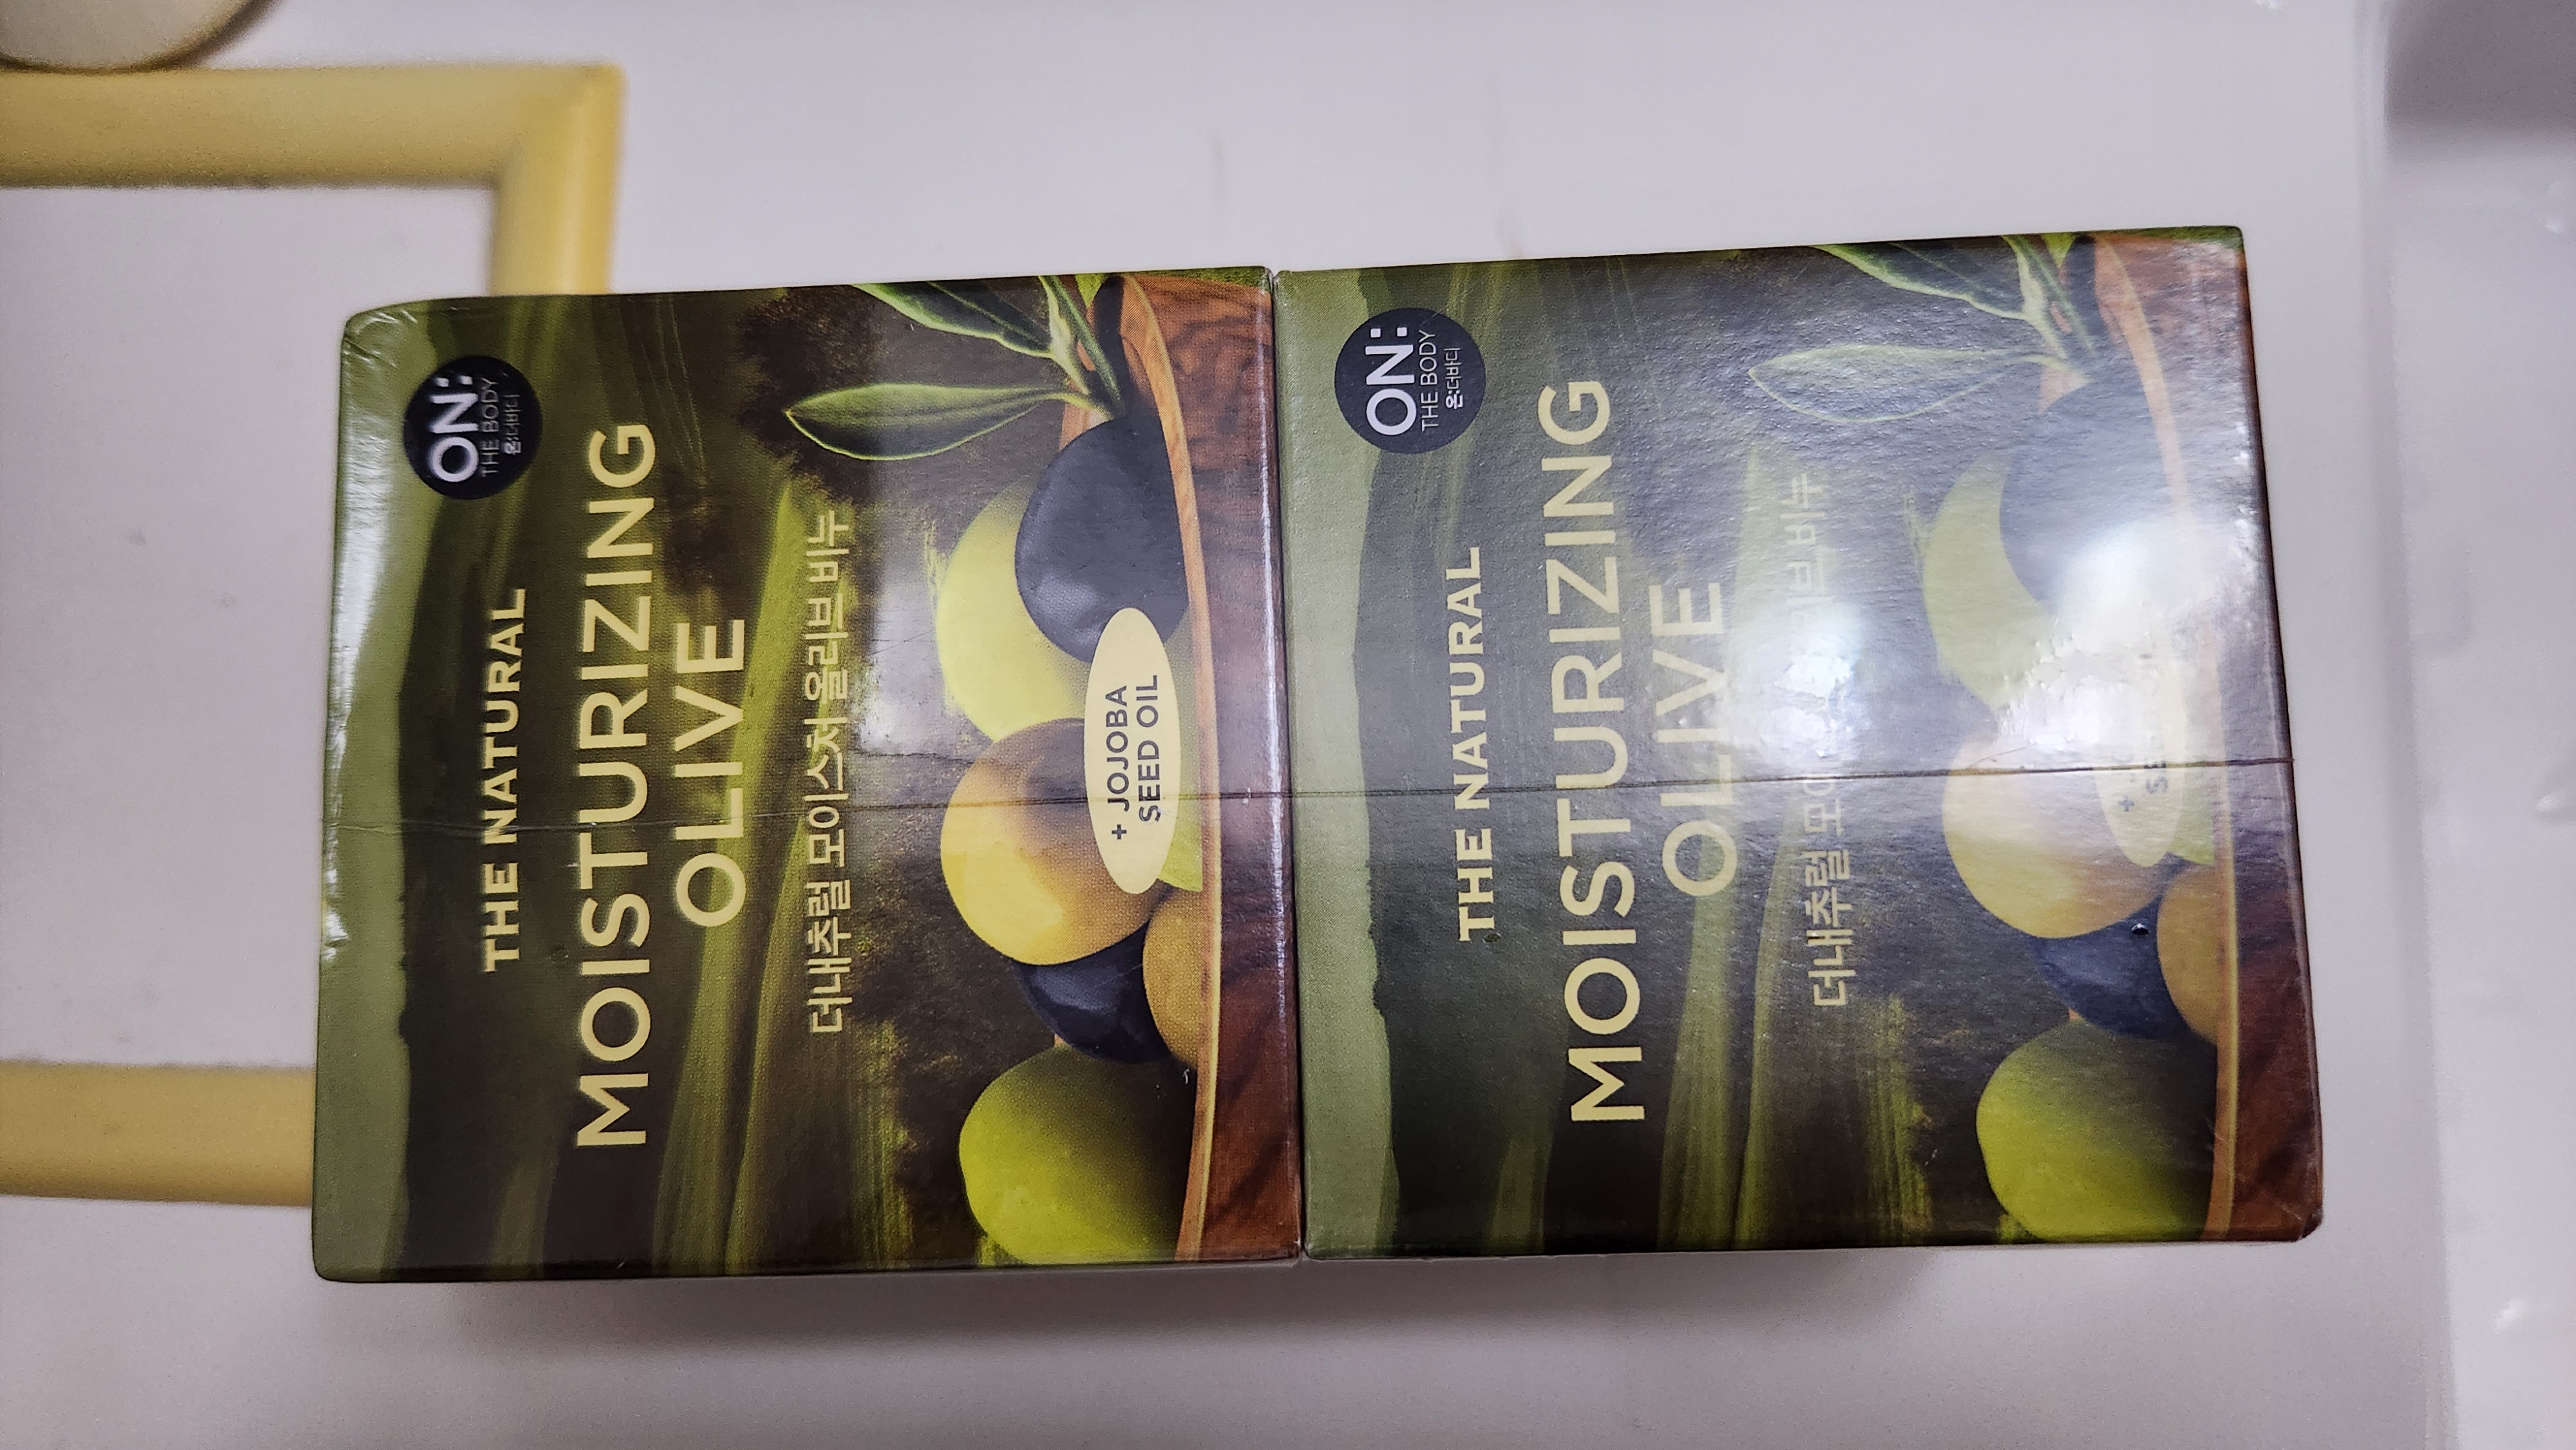 ON:
THE BODY
온:더바디
THE NATURAL
MOISTURIZING
OLIVE
더내추럴 모이스처 올리브 비누
+ JOJOBA
SEED OIL
ON:
THE BODY
온:더바디
THE NATURAL
MOISTURIZING
OLIVE
더내추럴 비누
+